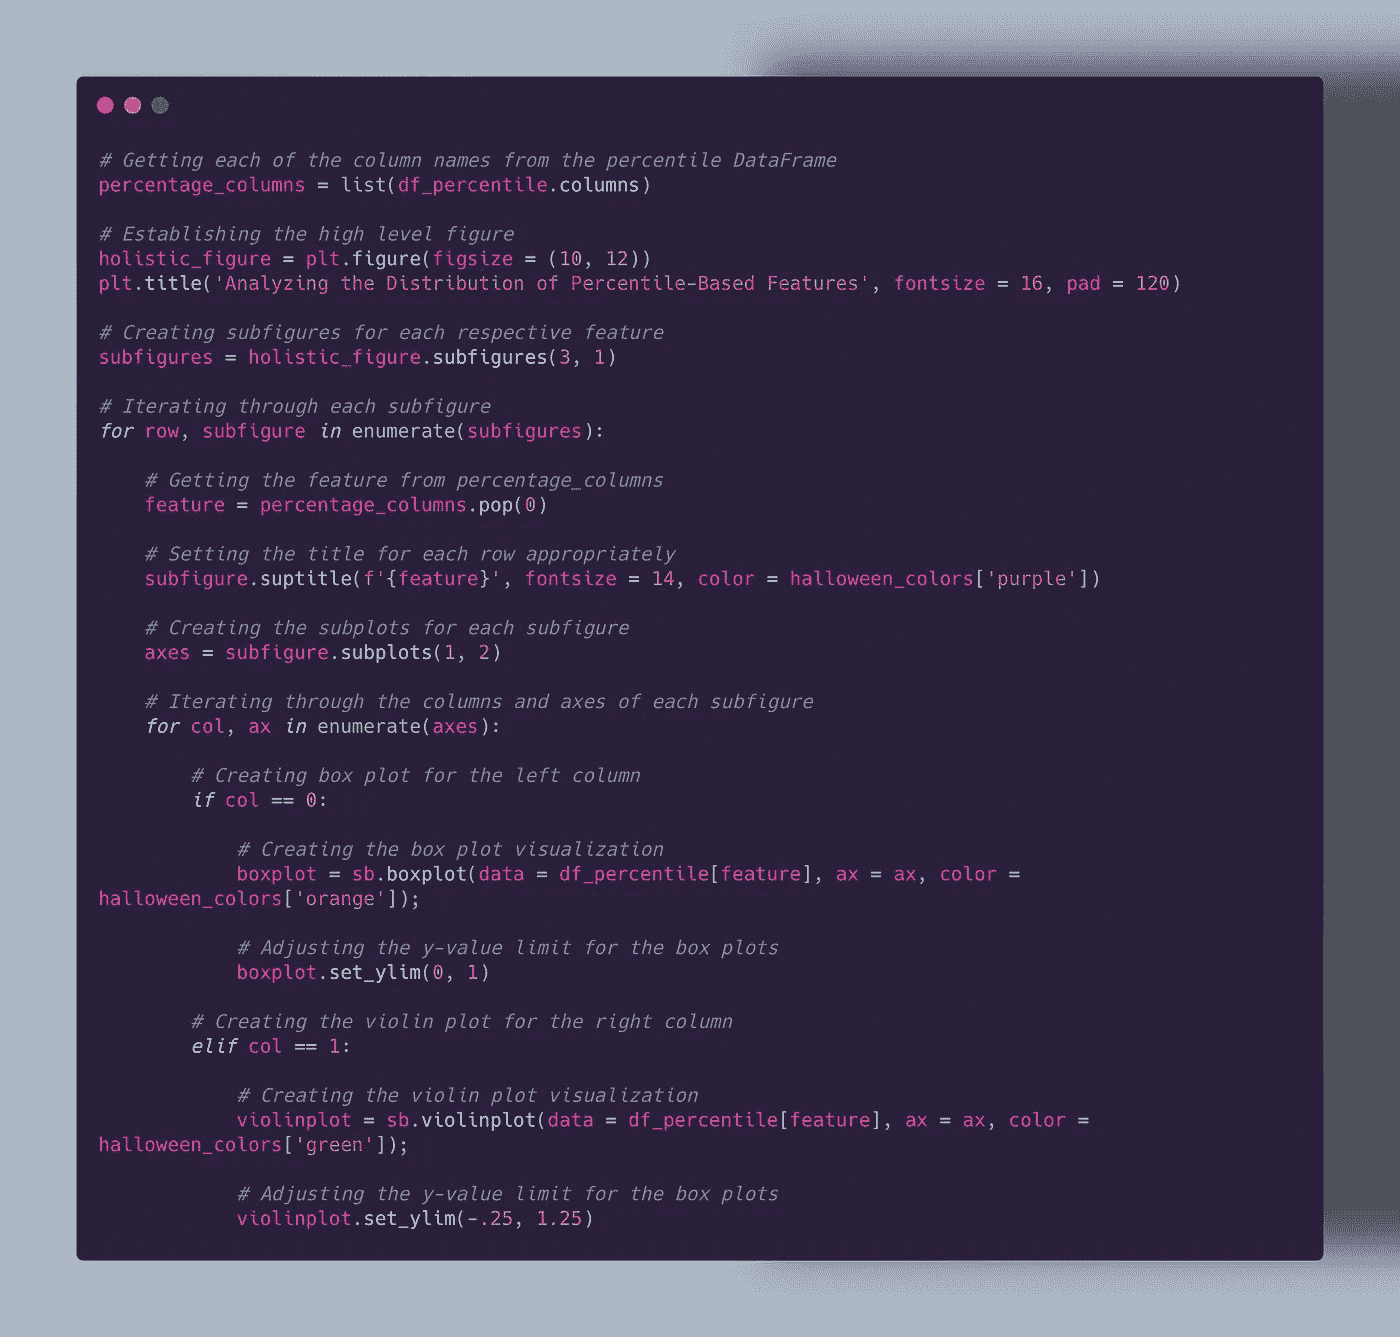 # Getting each of the column names from the percentile DataFrame
percentage_columns = list(df_percentile.columns)

# Establishing the high level figure
holistic_figure = plt.figure(figsize = (10, 12))
plt.title('Analyzing the Distribution of Percentile-Based Features', fontsize = 16, pad = 120)

# Creating subfigures for each respective feature
subfigures = holistic_figure.subfigures(3, 1)

# Iterating through each subfigure
for row, subfigure in enumerate(subfigures):

    # Getting the feature from percentage_columns
    feature = percentage_columns.pop(0)

    # Setting the title for each row appropriately
    subfigure.suptitle(f'{feature}', fontsize = 14, color = halloween_colors['purple'])

    # Creating the subplots for each subfigure
    axes = subfigure.subplots(1, 2)

    # Iterating through the columns and axes of each subfigure
    for col, ax in enumerate(axes):

        # Creating box plot for the left column
        if col == 0:

            # Creating the box plot visualization
            boxplot = sb.boxplot(data = df_percentile[feature], ax = ax, color =
halloween_colors['orange']);

            # Adjusting the y-value limit for the box plots
            boxplot.set_ylim(0, 1)

        # Creating the violin plot for the right column
        elif col == 1:

            # Creating the violin plot visualization
            violinplot = sb.violinplot(data = df_percentile[feature], ax = ax, color =
halloween_colors['green']);

            # Adjusting the y-value limit for the box plots
            violinplot.set_ylim(-.25, 1.25)